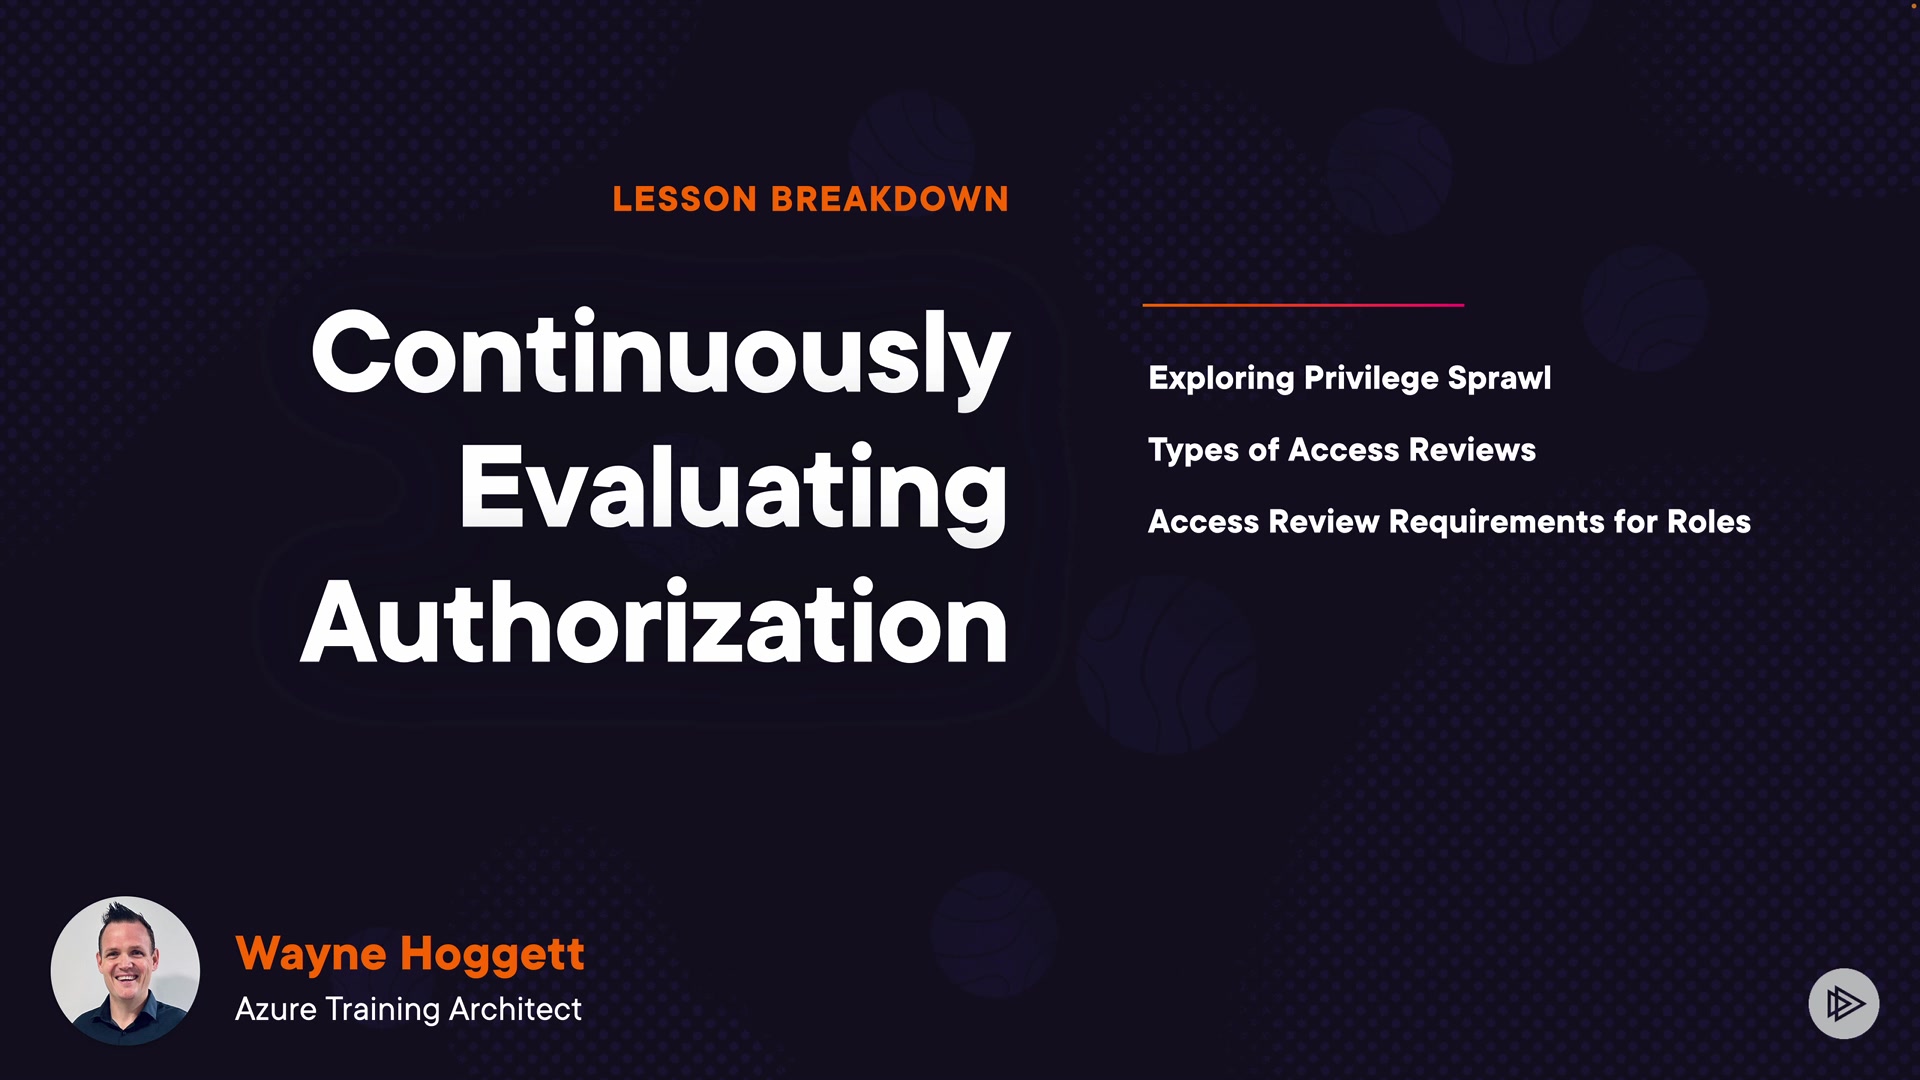 LESSON BREAKDOWN
Continuously
Evaluating
Authorization
Exploring Privilege Sprawl
Types of Access Reviews
Access Review Requirements for Roles
Wayne Hoggett
Azure Training Architect